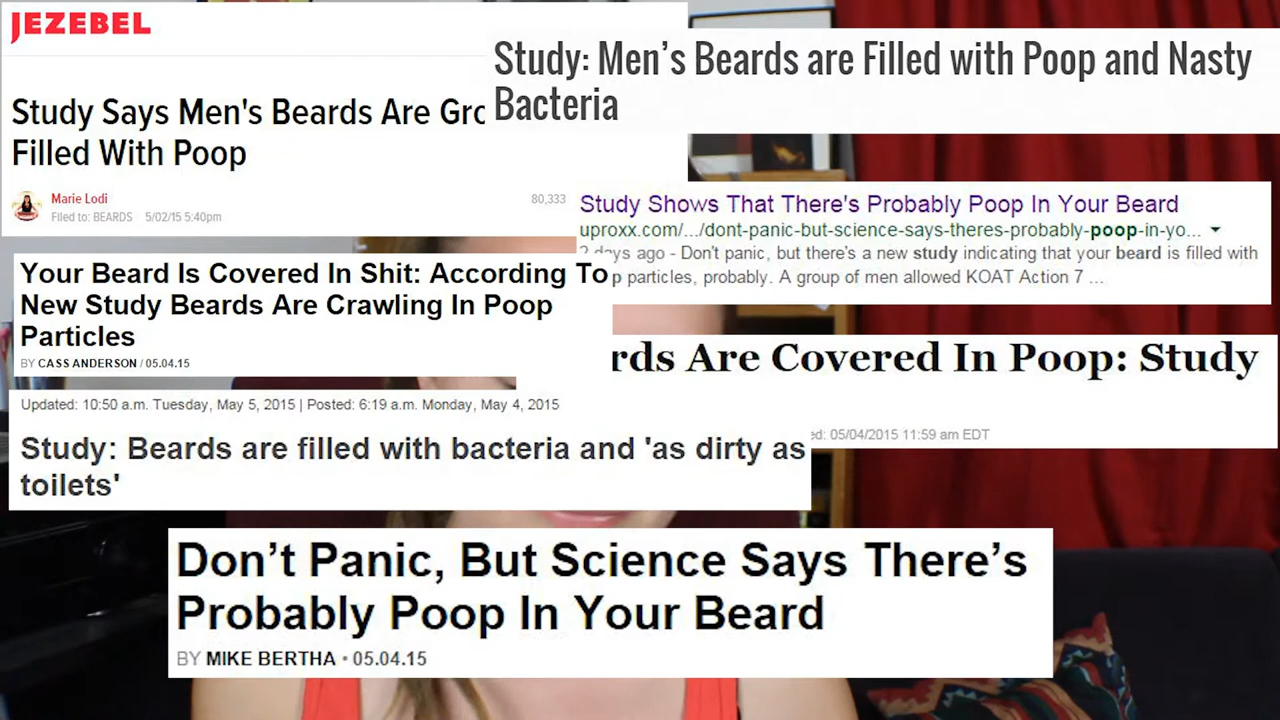 JEZEBEL
Study Says Men's Beards Are
Filled With Poop
Marie Lodi
Filed to: BEARDS 5/02/15 5:40pm
80,333
Study: Men’s Beards are Filled with Poop and Nasty
Bacteria
Study Shows That There's Probably Poop In Your Beard
uproxx.com/.../dont-panic-but-science-says-theres-probably-poop-in-yo...
days ago - Don't panic, but there's a new study indicating that your beard is filled with
particles, probably. A group of men allowed KOAT Action 7 ...
Your Beard Is Covered In Shit: According To
New Study Beards Are Crawling In Poop
Particles
BY CASS ANDERSON / 05.04.15
Are Covered In Poop: Study
05/04/2015 11:59 am EDT
Updated: 10:50 a.m. Tuesday, May 5, 2015 | Posted: 6:19 a.m. Monday, May 4, 2015
Study: Beards are filled with bacteria and 'as dirty as
toilets'
Don’t Panic, But Science Says There’s
Probably Poop In Your Beard
BY MIKE BERTHA • 05.04.15